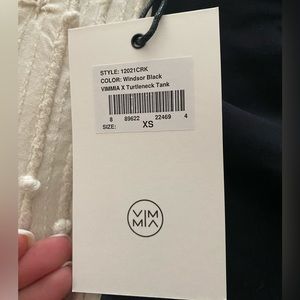 STYLE: 12021CRK
COLOR: Windsor Black
VIMMIA X Turtleneck Tank
8 89622 22469 4
SIZE: XS
VIM
MIA